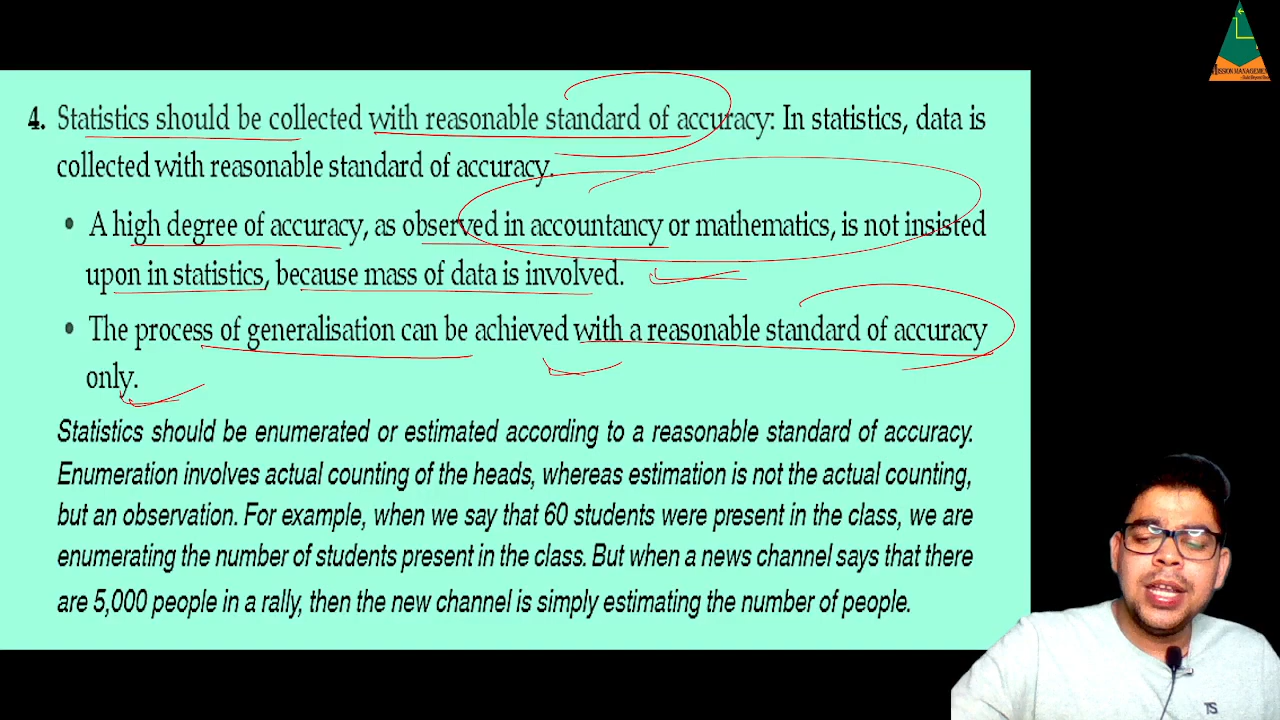 4. Statistics should be collected with reasonable standard of accuracy: In statistics, data is
collected with reasonable standard of accuracy.
• A high degree of accuracy, as observed in accountancy or mathematics, is not insisted
upon in statistics, because mass of data is involved.
• The process of generalisation can be achieved with a reasonable standard of accuracy
only.
Statistics should be enumerated or estimated according to a reasonable standard of accuracy.
Enumeration involves actual counting of the heads, whereas estimation is not the actual counting,
but an observation. For example, when we say that 60 students were present in the class, we are
enumerating the number of students present in the class. But when a news channel says that there
are 5,000 people in a rally, then the new channel is simply estimating the number of people.
MISSION MANAGEMENT
TS